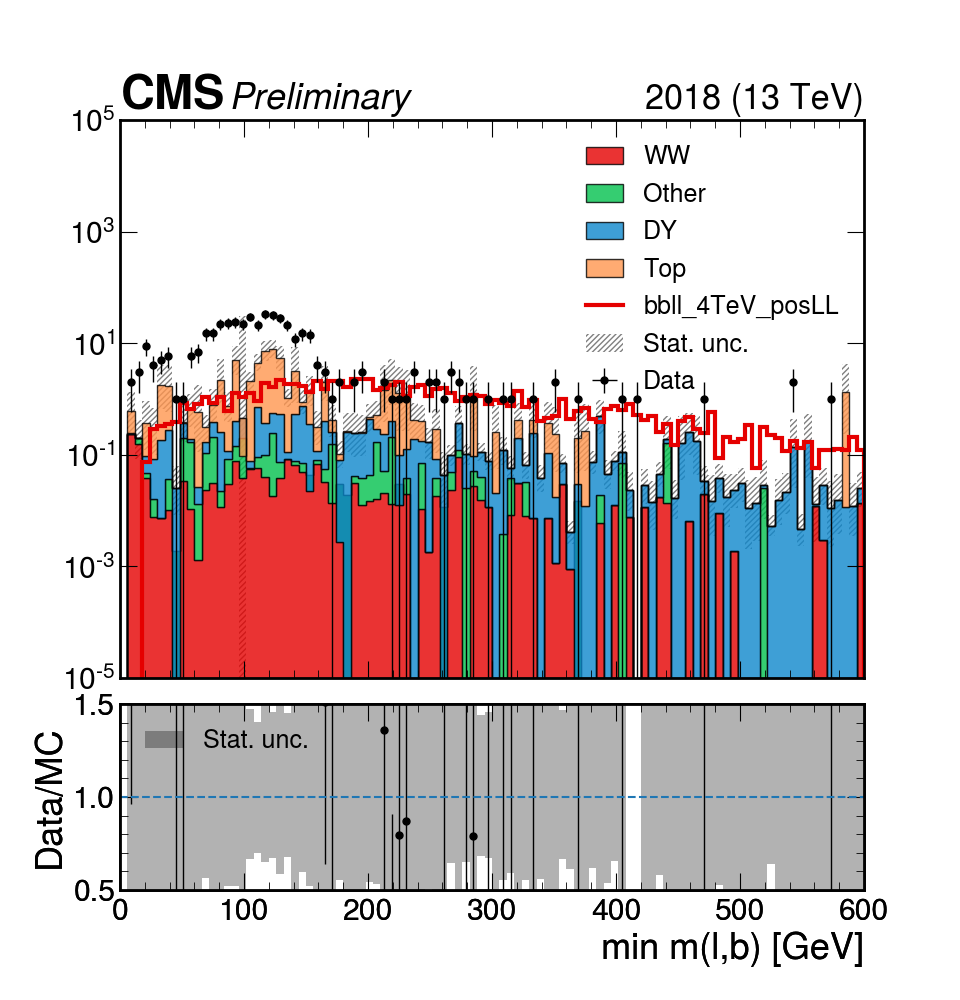 CMS Preliminary 2018 (13 TeV)
10^5
10^3
10^1
10^-1
10^-3
10^-5
WW
Other
DY
Top
bbll_4TeV_posLL
Stat. unc.
Data
1.5
1.0
0.5
Data/MC
Stat. unc.
0 100 200 300 400 500 600
min m(l,b) [GeV]